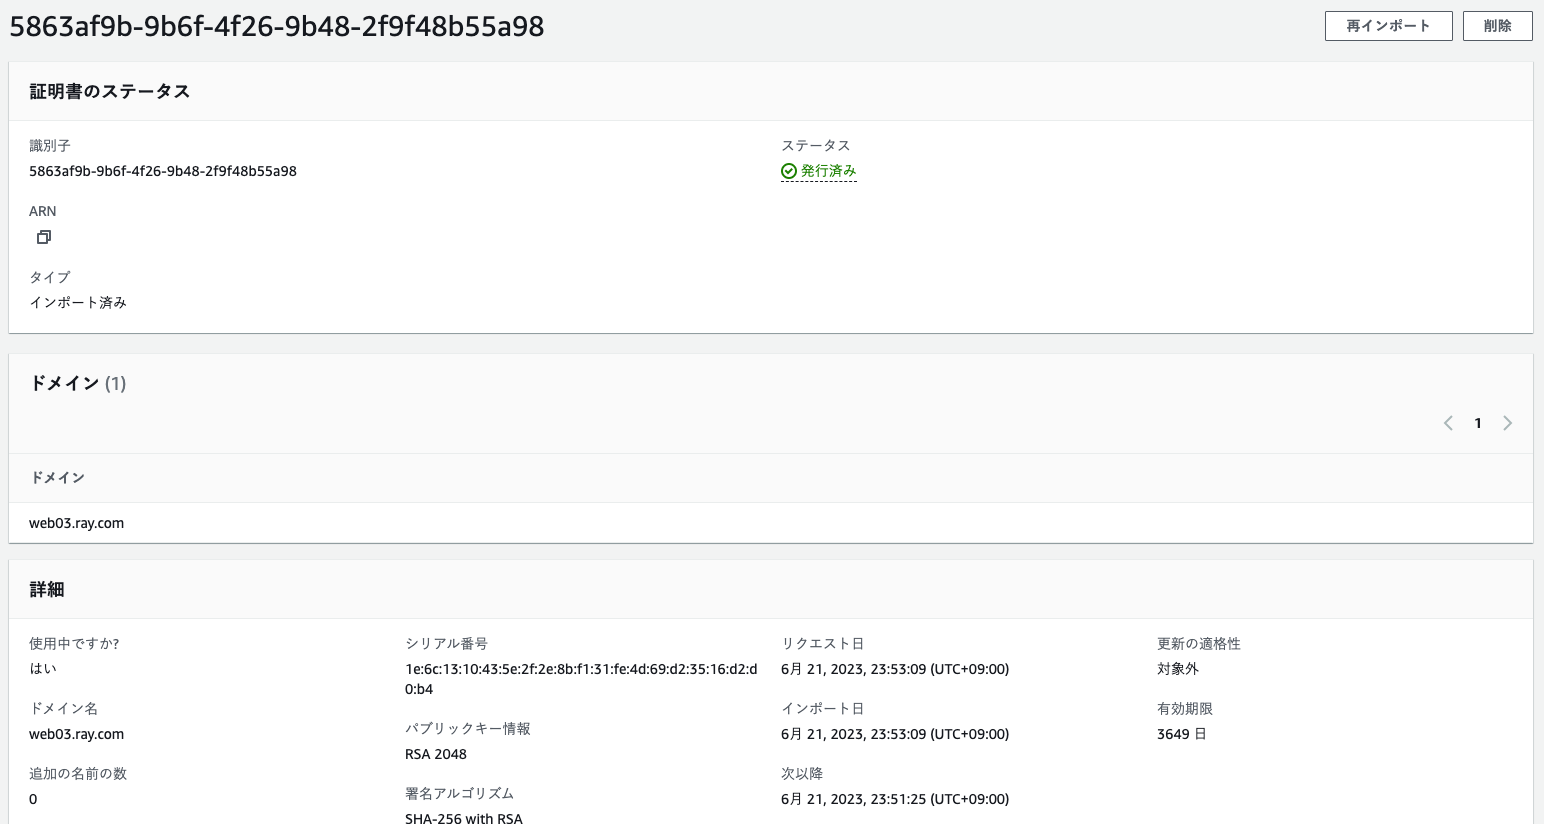 5863af9b-9b6f-4f26-9b48-2f9f48b55a98
再インポート
削除
証明書のステータス
識別子
5863af9b-9b6f-4f26-9b48-2f9f48b55a98
ステータス
発行済み
ARN
タイプ
インポート済み
ドメイン (1)
1
ドメイン
web03.ray.com
詳細
使用中ですか?
はい
ドメイン名
web03.ray.com
追加の名前の数
0
シリアル番号
1e:6c:13:10:43:5e:2f:2e:8b:f1:31:fe:4d:69:d2:35:16:d2:d
0:b4
パブリックキー情報
RSA 2048
署名アルゴリズム
SHA-256 with RSA
リクエスト日
6月 21, 2023, 23:53:09 (UTC+09:00)
インポート日
6月 21, 2023, 23:53:09 (UTC+09:00)
次以降
6月 21, 2023, 23:51:25 (UTC+09:00)
更新の適格性
対象外
有効期限
3649 日